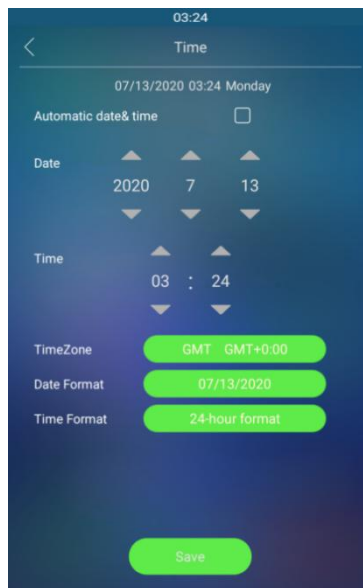 03:24
Time
07/13/2020 03:24 Monday
Automatic date& time
Date
2020 7 13
Time
03 : 24
TimeZone GMT GMT+0:00
Date Format 07/13/2020
Time Format 24-hour format
Save